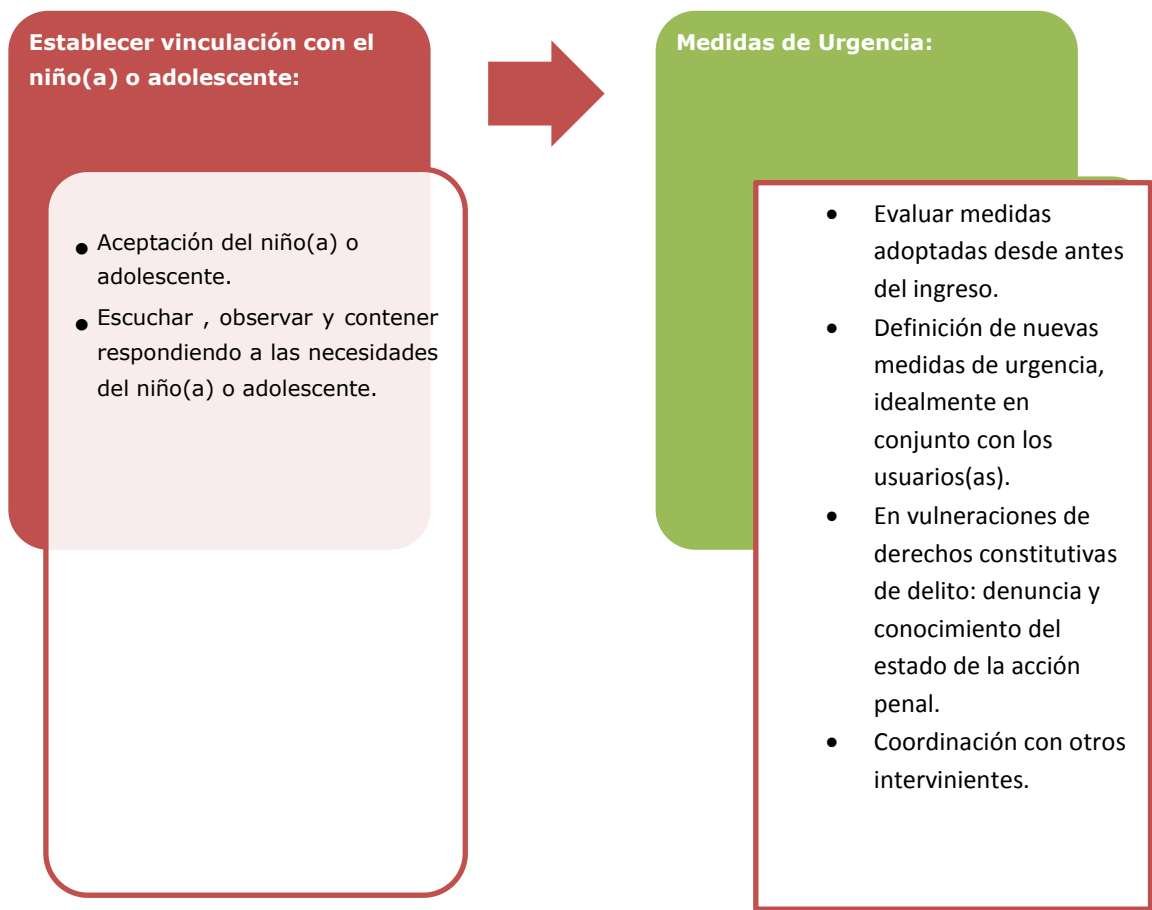 Establecer vinculación con el
niño(a) o adolescente:
● Aceptación del niño(a) o
adolescente.
● Escuchar , observar y contener
respondiendo a las necesidades
del niño(a) o adolescente.
Medidas de Urgencia:
• Evaluar medidas
adoptadas desde antes
del ingreso.
• Definición de nuevas
medidas de urgencia,
idealmente en
conjunto con los
usuarios(as).
• En vulneraciones de
derechos constitutivas
de delito: denuncia y
conocimiento del
estado de la acción
penal.
• Coordinación con otros
intervinientes.